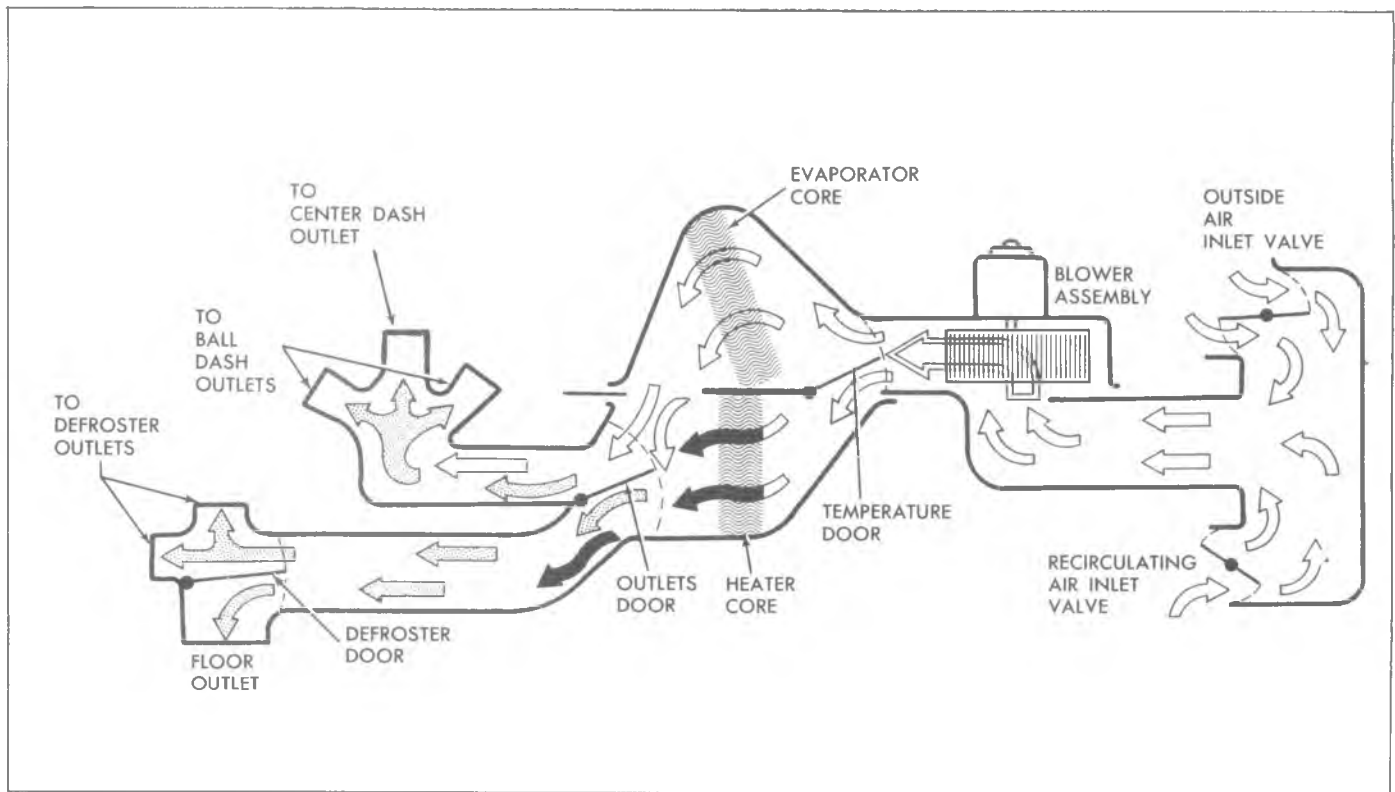 EVAPORATOR
CORE
TO
CENTER DASH
OUTLET
OUTSIDE
AIR
INLET VALVE
BLOWER
ASSEMBLY
TO
BALL
DASH
OUTLETS
TO
DEFROSTER
OUTLETS
TEMPERATURE
DOOR
RECIRCULATING
AIR INLET
VALVE
OUTLETS
DOOR
HEATER
CORE
DEFROSTER
DOOR
FLOOR
OUTLET